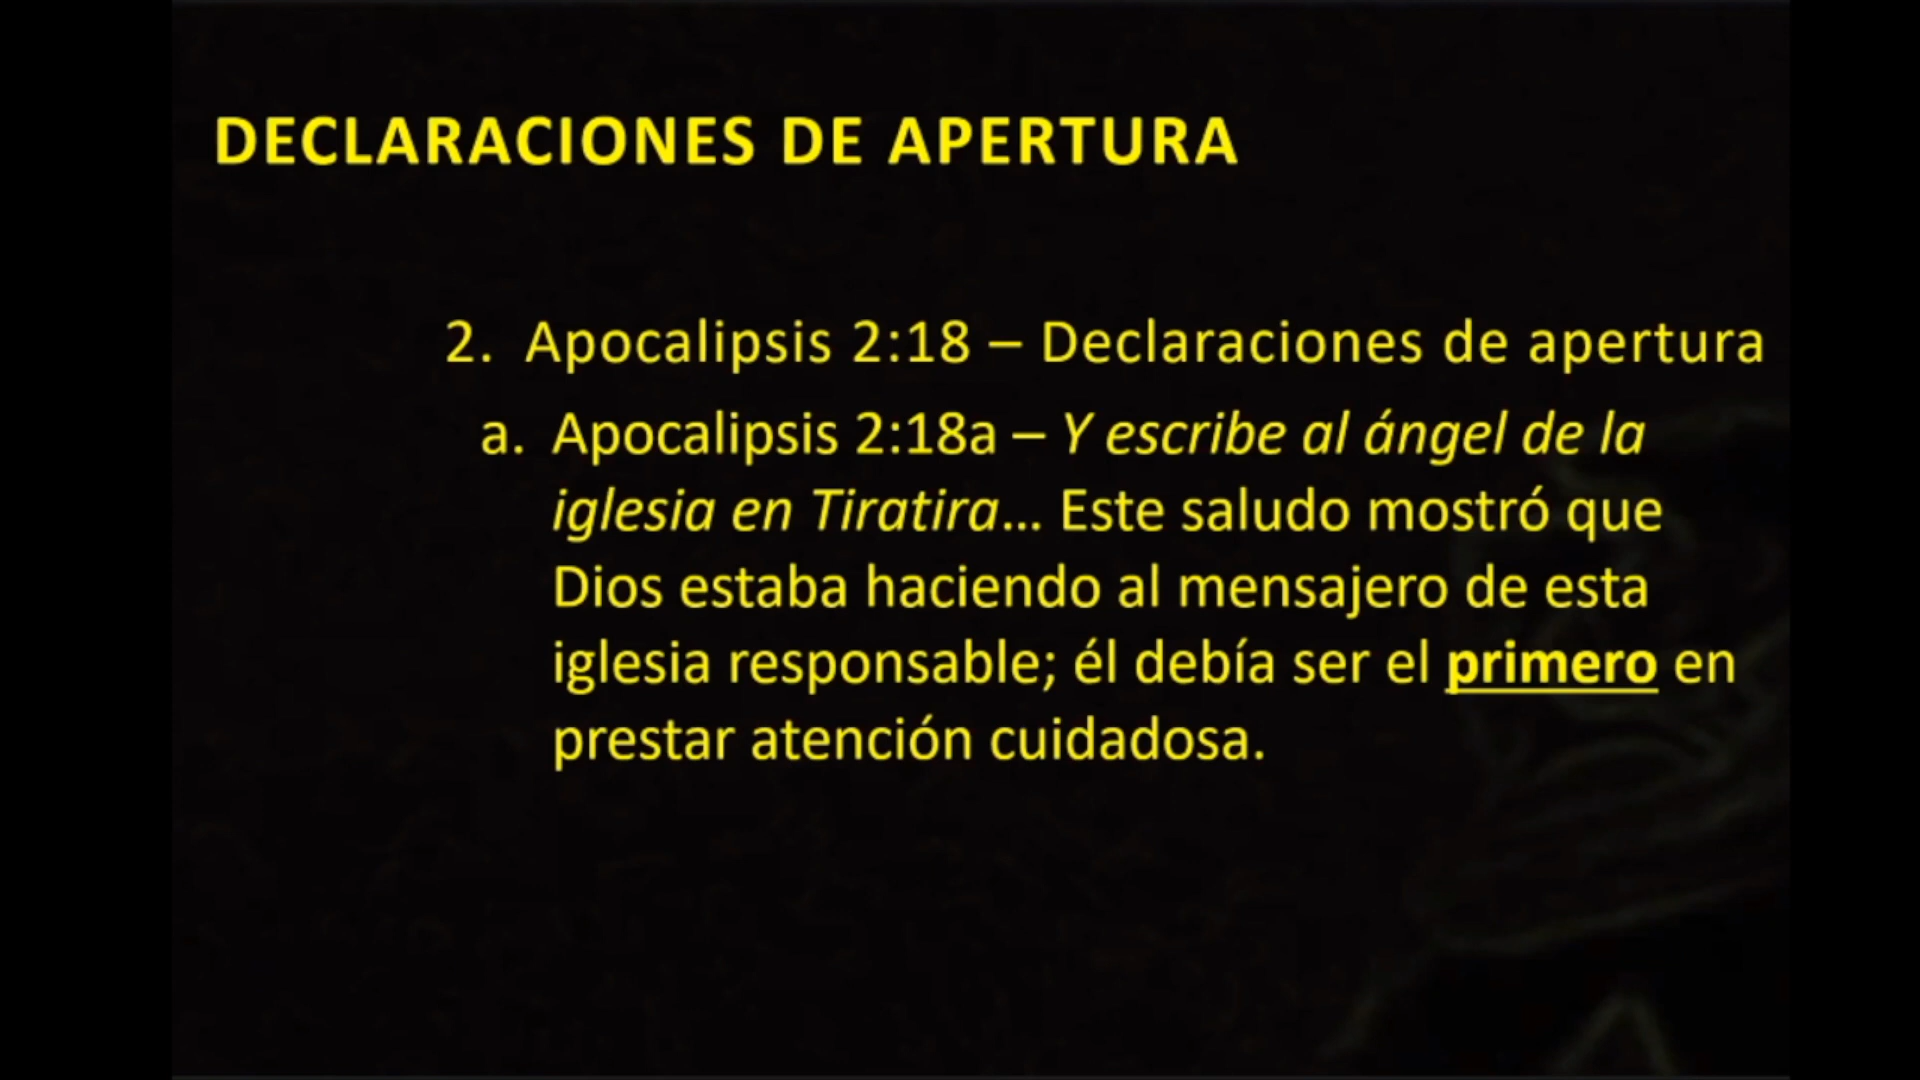 DECLARACIONES DE APERTURA
2. Apocalipsis 2:18 – Declaraciones de apertura
a. Apocalipsis 2:18a – Y escribe al ángel de la
iglesia en Tiratira... Este saludo mostró que
Dios estaba haciendo al mensajero de esta
iglesia responsable; él debía ser el primero en
prestar atención cuidadosa.